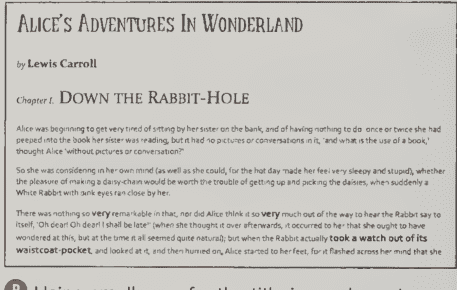 ALICE'S ADVENTURES IN WONDERLAND
by Lewis Carroll
Chapter I. DOWN THE RABBIT-HOLE
Alice was beginning to get very tired of sitting by her sister on the bank, and of having nothing to do once or twice she had
peeped into the book her sister was reading, but it had no pictures or conversations in it, 'and what is the use of a book,'
thought Alice 'without pictures or conversation?'
So she was considering in her own mind (as well as she could, for the hot day made her feel very sleepy and stupid), whether
the pleasure of making a daisy-chain would be worth the trouble of getting up and picking the daisies, when suddenly a
White Rabbit with pink eyes ran close by her.
There was nothing so very remarkable in that, nor did Alice think it so very much out of the way to hear the Rabbit say to
itself, 'Oh dear! Oh dear! I shall be late!' (when she thought it over afterwards, it occurred to her that she ought to have
wondered at this, but at the time it all seemed quite natural); but when the Rabbit actually took a watch out of its
waistcoat-pocket, and looked at it, and then hurried on, Alice started to her feet, for it flashed across her mind that she